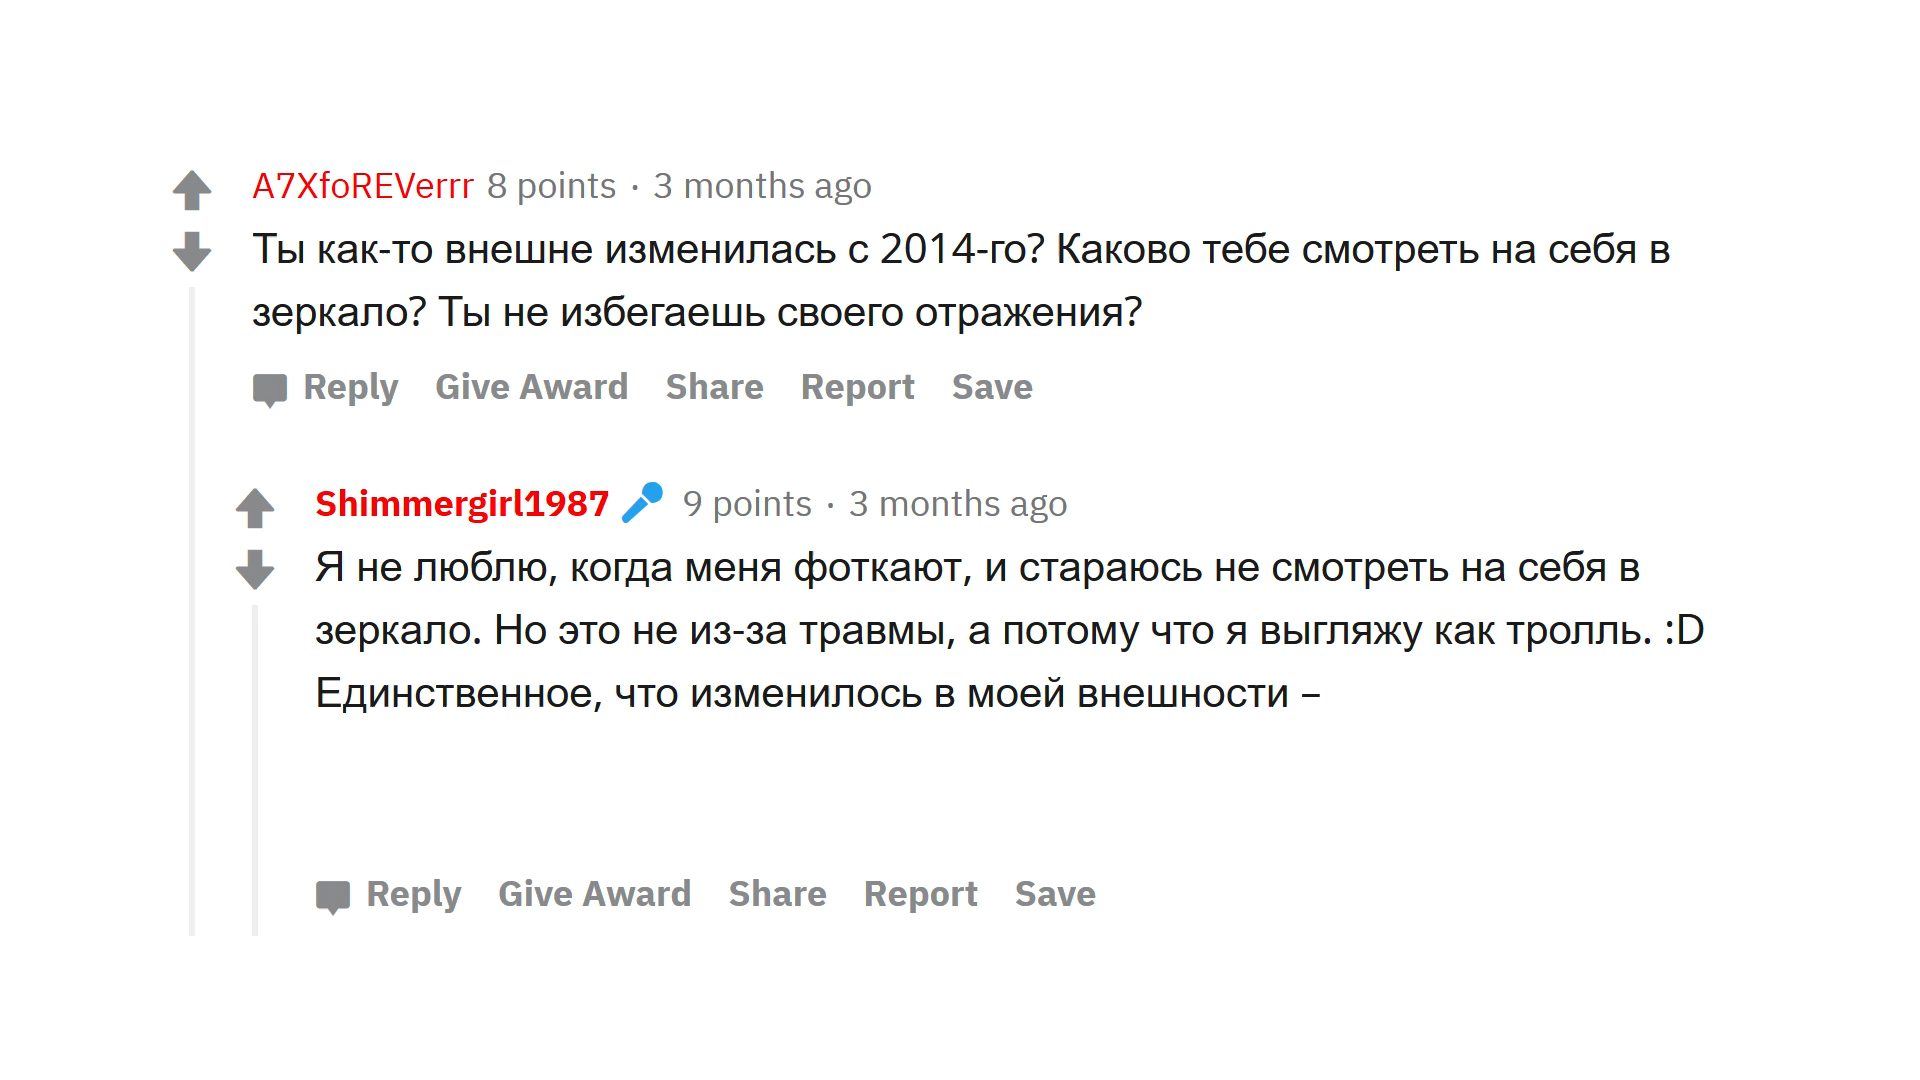 A7XfoREVerrr 8 points · 3 months ago
Ты как-то внешне изменилась с 2014-го? Каково тебе смотреть на себя в
зеркало? Ты не избегаешь своего отражения?
Reply Give Award Share Report Save
Shimmergirl1987 9 points · 3 months ago
Я не люблю, когда меня фоткают, и стараюсь не смотреть на себя в
зеркало. Но это не из-за травмы, а потому что я выгляжу как тролль. :D
Единственное, что изменилось в моей внешности –
Reply Give Award Share Report Save